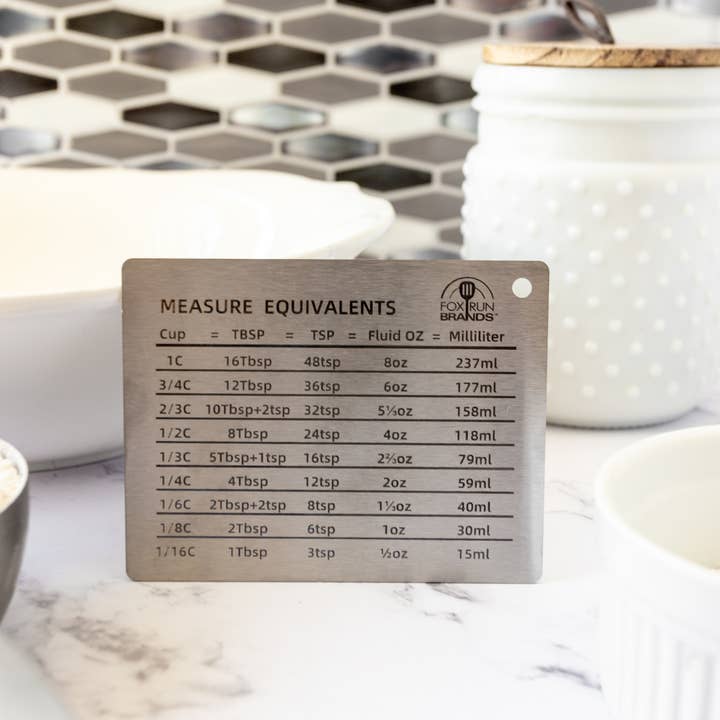 MEASURE EQUIVALENTS
FOX RUN
BRANDS™
Cup = TBSP = TSP = Fluid OZ = Milliliter
1C 16Tbsp 48tsp 8oz 237ml
3/4C 12Tbsp 36tsp 6oz 177ml
2/3C 10Tbsp+2tsp 32tsp 5⅓oz 158ml
1/2C 8Tbsp 24tsp 4oz 118ml
1/3C 5Tbsp+1tsp 16tsp 2⅔oz 79ml
1/4C 4Tbsp 12tsp 2oz 59ml
1/6C 2Tbsp+2tsp 8tsp 1⅓oz 40ml
1/8C 2Tbsp 6tsp 1oz 30ml
1/16C 1Tbsp 3tsp ½oz 15ml